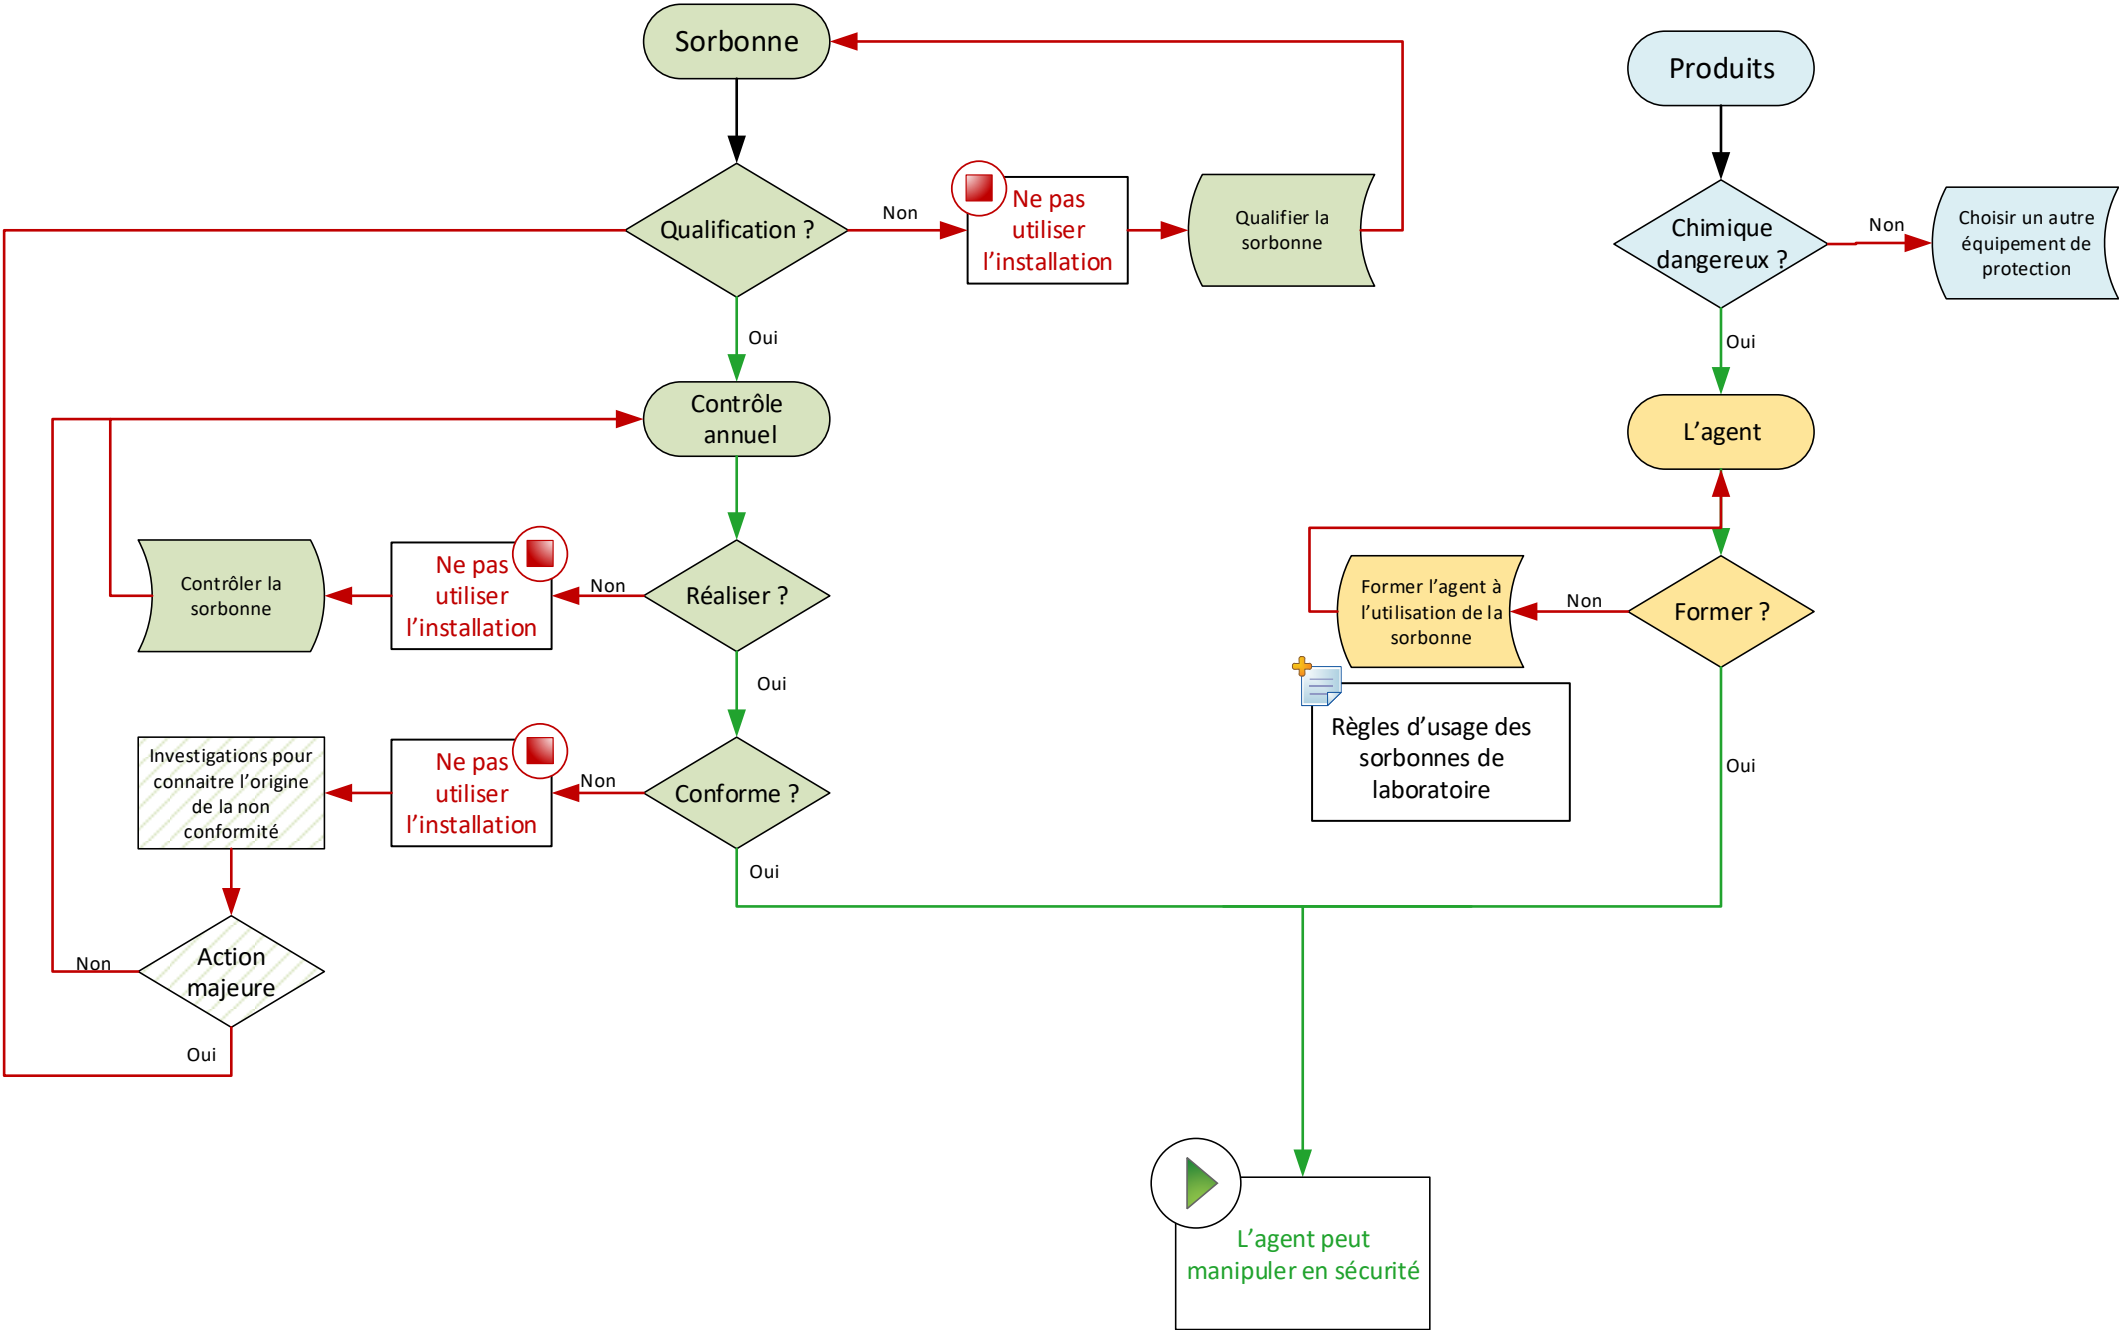 Sorbonne
Produits
Qualification ?
Non
Ne pas
utiliser
l’installation
Qualifier la
sorbonne
Chimique
dangereux ?
Non
Choisir un autre
équipement de
protection
Oui
Oui
Contrôle
annuel
L’agent
Contrôler la
sorbonne
Ne pas
utiliser
l’installation
Non
Réaliser ?
Former l’agent à
l’utilisation de la
sorbonne
Non
Former ?
Oui
Règles d’usage des
sorbonnes de
laboratoire
Investigations pour
connaitre l’origine
de la non
conformité
Ne pas
utiliser
l’installation
Non
Conforme ?
Oui
Oui
Non
Action
majeure
Oui
L’agent peut
manipuler en sécurité